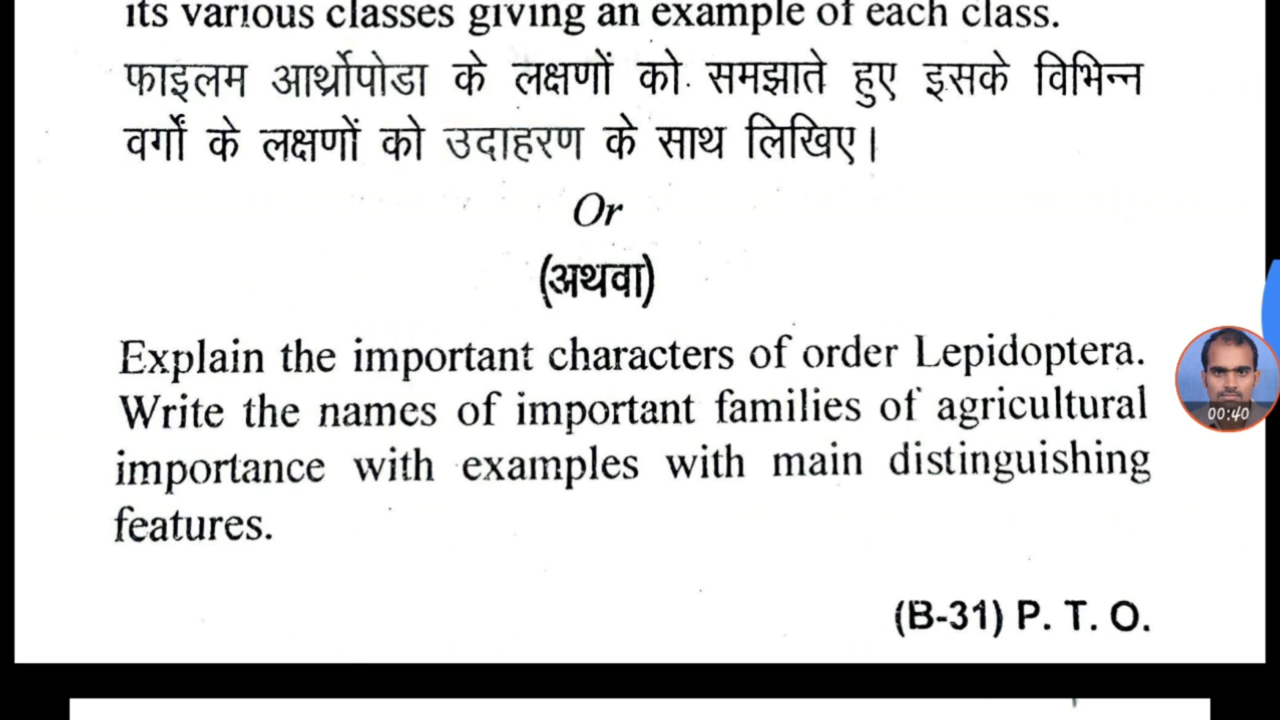 its various classes giving an example of each class.
फाइलम आर्थ्रोपोडा के लक्षणों को समझाते हुए इसके विभिन्न
वर्गों के लक्षणों को उदाहरण के साथ लिखिए।
Or
(अथवा)
Explain the important characters of order Lepidoptera.
Write the names of important families of agricultural
importance with examples with main distinguishing
features.
00:40
(B-31) P. T. O.